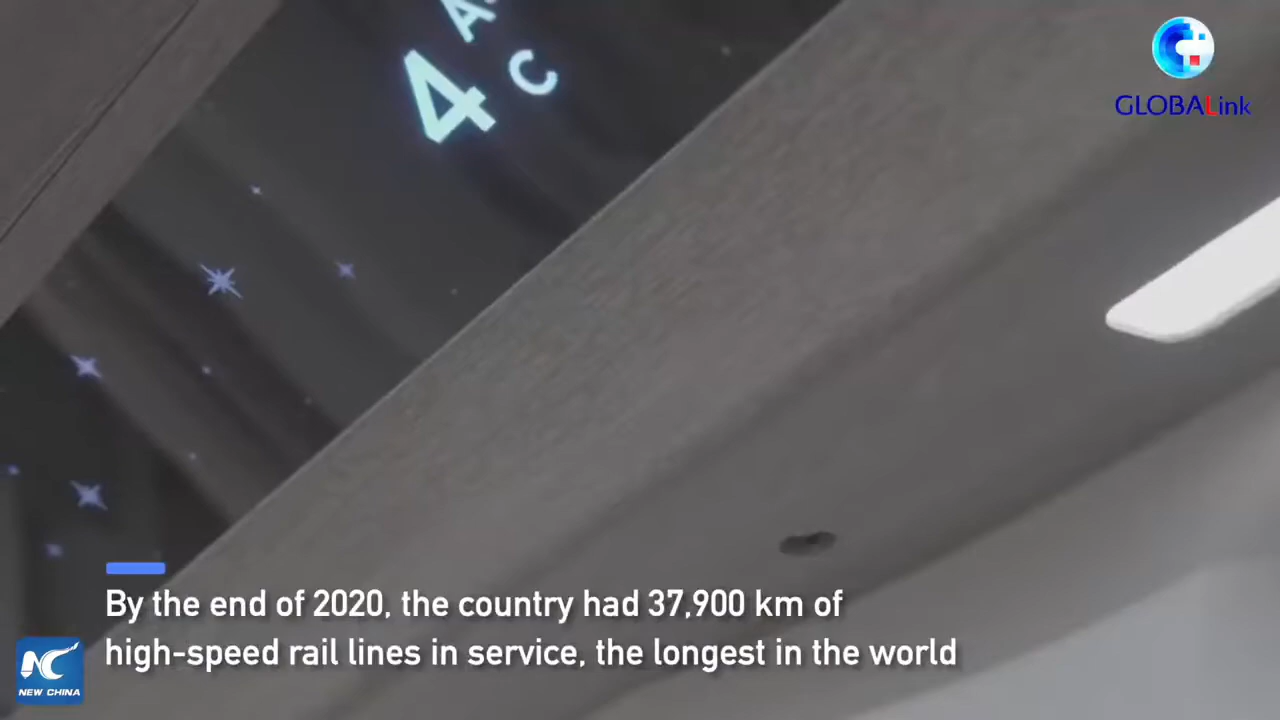 4
C
GLOBALink
By the end of 2020, the country had 37,900 km of
high-speed rail lines in service, the longest in the world
NEW CHINA